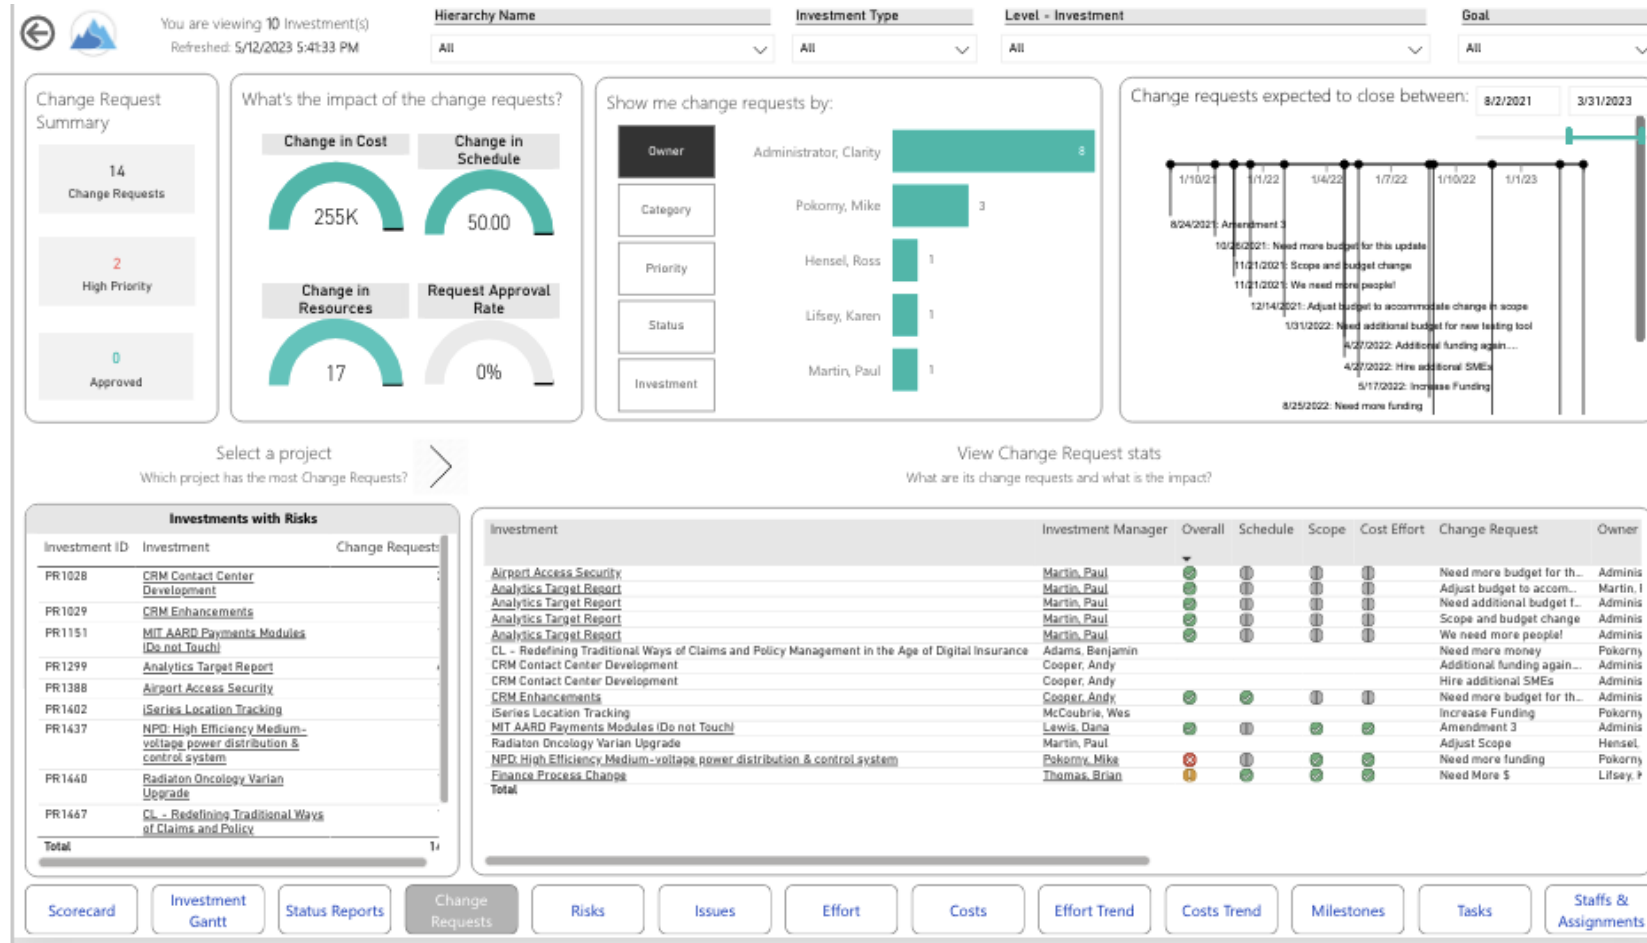 You are viewing 10 Investment(s)
Refreshed: 5/12/2023 5:41:33 PM
Hierarchy Name
All
Investment Type
All
Level - Investment
All
Goal
All
Change Request
Summary
14
Change Requests
2
High Priority
0
Approved
What's the impact of the change requests?
Change in Cost
255K
Change in
Schedule
50.00
Change in
Resources
17
Request Approval
Rate
0%
Show me change requests by:
Owner
Category
Priority
Status
Investment
Administrator, Clarity 8
Pokorny, Mike 3
Hensel, Ross 1
Lifsey, Karen 1
Martin, Paul 1
Change requests expected to close between: 8/2/2021 3/31/2023
1/10/21 1/1/22 1/4/22 1/7/22 1/10/22 1/1/23
8/24/2021: Amendment 3
10/26/2021: Need more budget for this update
11/21/2021: Scope and budget change
11/21/2021: We need more people!
12/14/2021: Adjust budget to accommodate change in scope
1/31/2022: Need additional budget for new testing tool
4/27/2022: Additional funding again....
4/27/2022: Hire additional SMEs
5/17/2022: Increase Funding
8/25/2022: Need more funding
Select a project
Which project has the most Change Requests?
View Change Request stats
What are its change requests and what is the impact?
Investments with Risks
Investment ID Investment Change Requests
PR1028 CRM Contact Center
Development
PR1029 CRM Enhancements
PR1151 MIT AARD Payments Modules
(Do not Touch)
PR1299 Analytics Target Report
PR1388 Airport Access Security
PR1402 iSeries Location Tracking
PR1437 NPD: High Efficiency Medium-
voltage power distribution &
control system
PR1440 Radiaton Oncology Varian
Upgrade
PR1467 CL - Redefining Traditional Ways
of Claims and Policy
Total
Investment Investment Manager Overall Schedule Scope Cost Effort Change Request Owner
Airport Access Security Martin, Paul Need more budget for th... Adminis
Analytics Target Report Martin, Paul Adjust budget to accom... Martin,
Analytics Target Report Martin, Paul Need additional budget f... Adminis
Analytics Target Report Martin, Paul Scope and budget change Adminis
Analytics Target Report Martin, Paul We need more people! Adminis
CL - Redefining Traditional Ways of Claims and Policy Management in the Age of Digital Insurance Adams, Benjamin Need more money Pokorny
CRM Contact Center Development Cooper, Andy Additional funding again... Adminis
CRM Contact Center Development Cooper, Andy Hire additional SMEs Adminis
CRM Enhancements Cooper, Andy Need more budget for th... Adminis
iSeries Location Tracking McCoubrie, Wes Increase Funding Pokorny
MIT AARD Payments Modules (Do not Touch) Lewis, Dana Amendment 3 Adminis
Radiaton Oncology Varian Upgrade Martin, Paul Adjust Scope Hensel,
NPD: High Efficiency Medium-voltage power distribution & control system Pokorny, Mike Need more funding Pokorny
Finance Process Change Thomas, Brian Need More $ Lifsey,
Total
Scorecard
Investment
Gantt
Status Reports
Change
Requests
Risks
Issues
Effort
Costs
Effort Trend
Costs Trend
Milestones
Tasks
Staffs &
Assignments